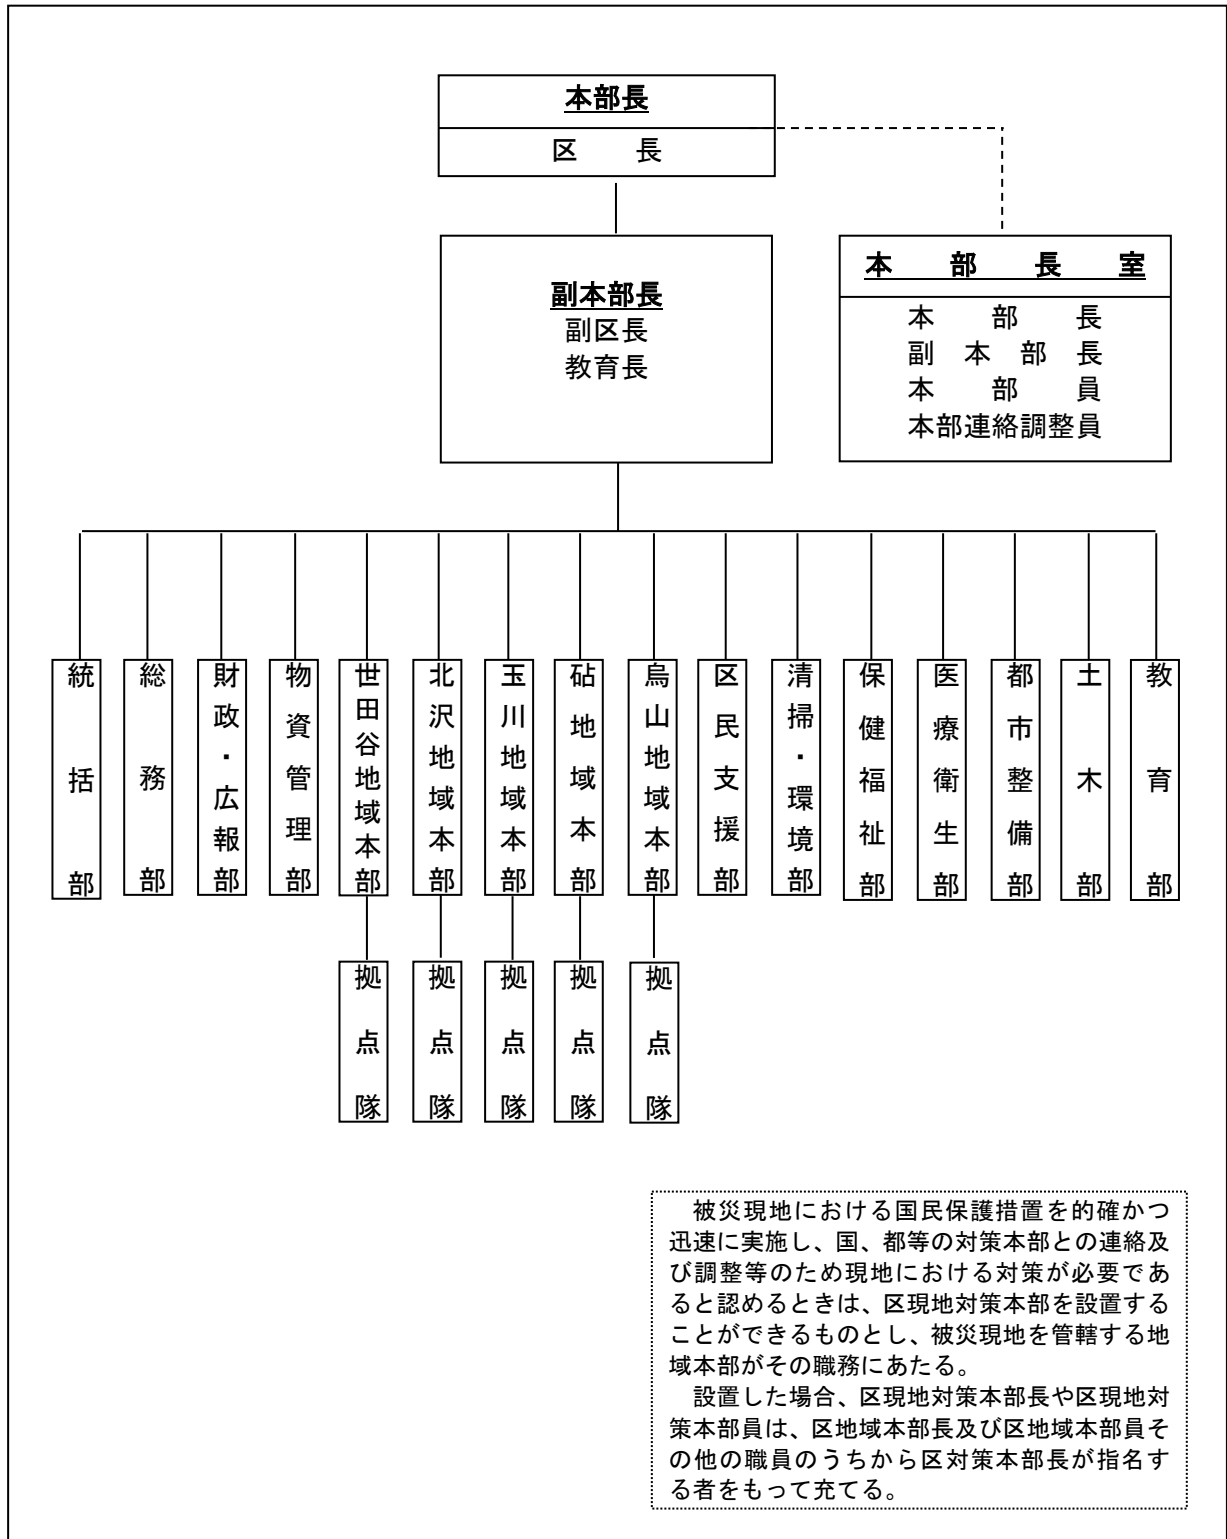 本部長
区　　長
副本部長
副区長
教育長
本　部　長　室
本　　部　　長
副　本　部　長
本　　部　　員
本部連絡調整員
統括部
総務部
財政・広報部
物資管理部
世田谷地域本部
北沢地域本部
玉川地域本部
砧地域本部
烏山地域本部
区民支援部
清掃・環境部
保健福祉部
医療衛生部
都市整備部
土木部
教育部
拠点隊
拠点隊
拠点隊
拠点隊
拠点隊
　被災現地における国民保護措置を的確かつ
迅速に実施し、国、都等の対策本部との連絡及
び調整等のため現地における対策が必要であ
ると認めるときは、区現地対策本部を設置する
ことができるものとし、被災現地を管轄する地
域本部がその職務にあたる。
　設置した場合、区現地対策本部長や区現地対
策本部員は、区地域本部長及び区地域本部員そ
の他の職員のうちから区対策本部長が指名す
る者をもって充てる。